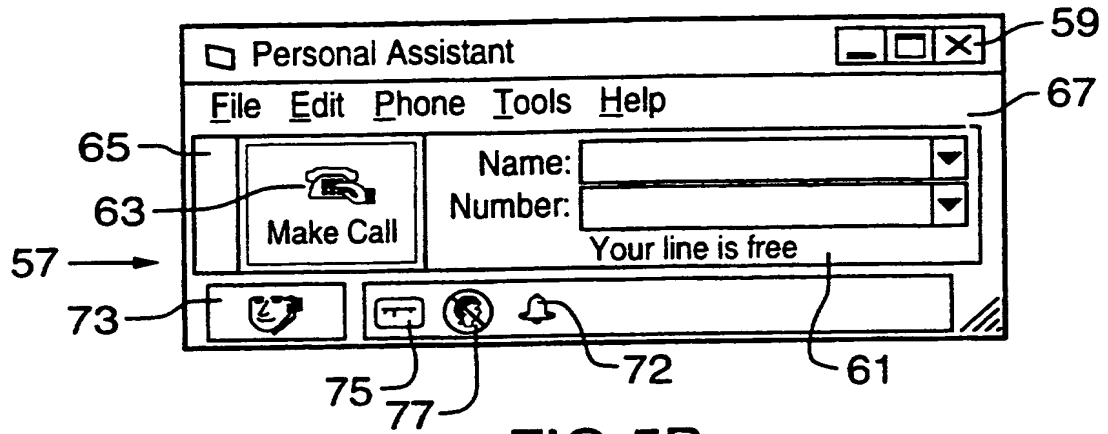 Personal Assistant 59
File Edit Phone Tools Help 67
65 Name:
63 Number:
Make Call
57 Your line is free
73
75 77 72 61